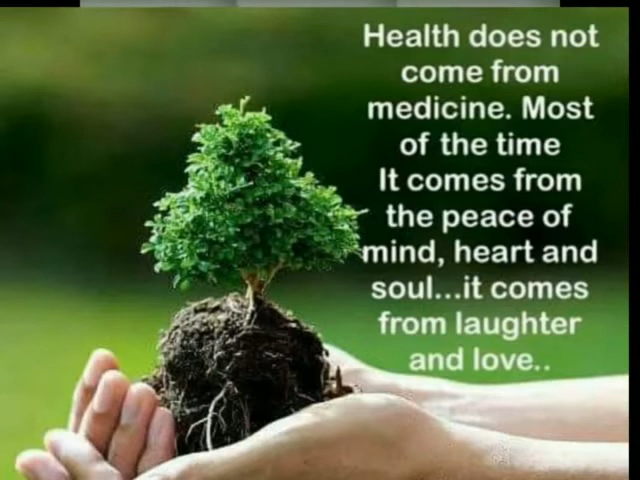 Health does not
come from
medicine. Most
of the time
It comes from
the peace of
mind, heart and
soul...it comes
from laughter
and love..